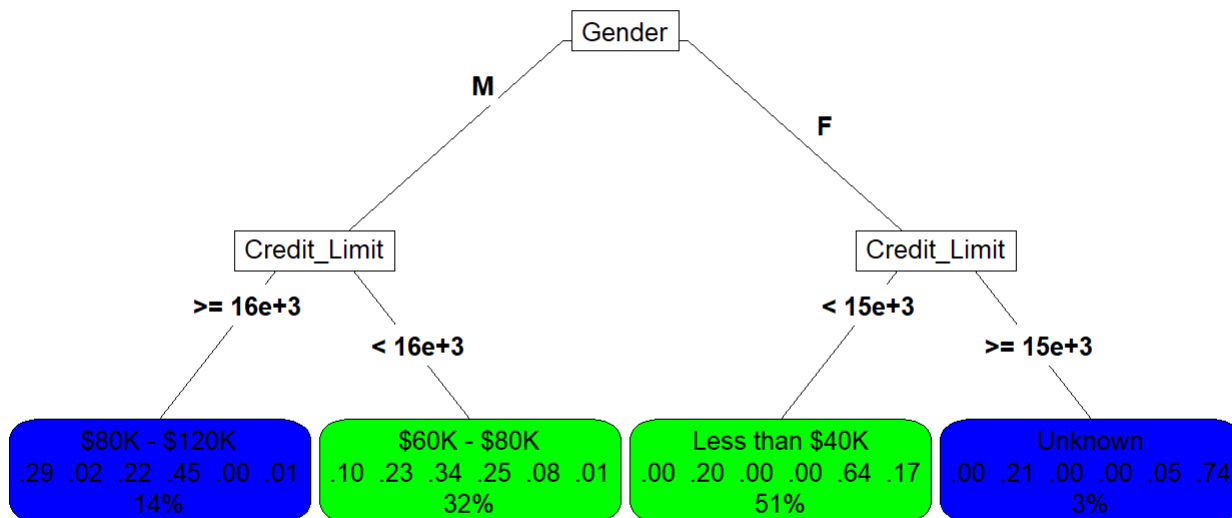 Gender
M
F
Credit_Limit
Credit_Limit
>= 16e+3
< 16e+3
< 15e+3
>= 15e+3
$80K - $120K
.29 .02 .22 .45 .00 .01
14%
$60K - $80K
.10 .23 .34 .25 .08 .01
32%
Less than $40K
.00 .20 .00 .00 .64 .17
51%
Unknown
.00 .21 .00 .00 .05 .74
3%